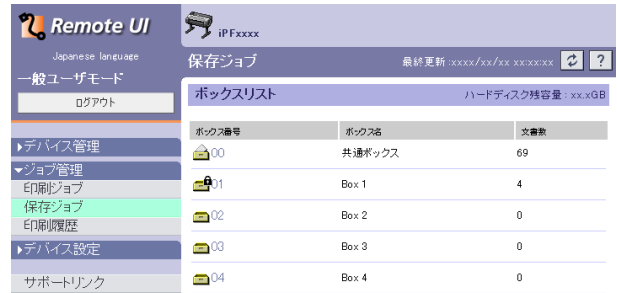 Remote UI
Japanese language
一般ユーザモード
ログアウト
▶デバイス管理
▼ジョブ管理
印刷ジョブ
保存ジョブ
印刷履歴
▶デバイス設定
サポートリンク
iPFxxxx
保存ジョブ 最終更新 :xxxx/xx/xx xx:xx:xx ?
ボックスリスト ハードディスク残容量 : xx.xGB
ボックス番号 ボックス名 文書数
00 共通ボックス 69
01 Box 1 4
02 Box 2 0
03 Box 3 0
04 Box 4 0